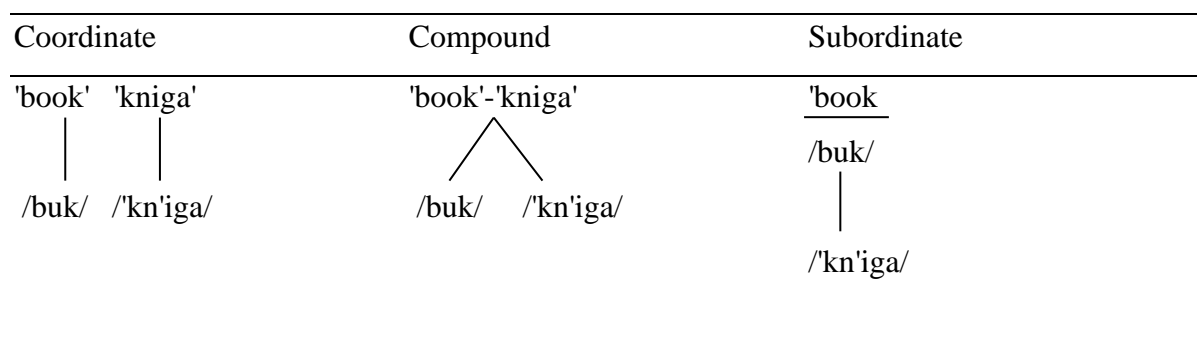 Coordinate Compound Subordinate
'book' 'kniga' 'book'-'kniga' 'book
/buk/
/buk/ /'kn'iga/ /buk/ /'kn'iga/
/'kn'iga/